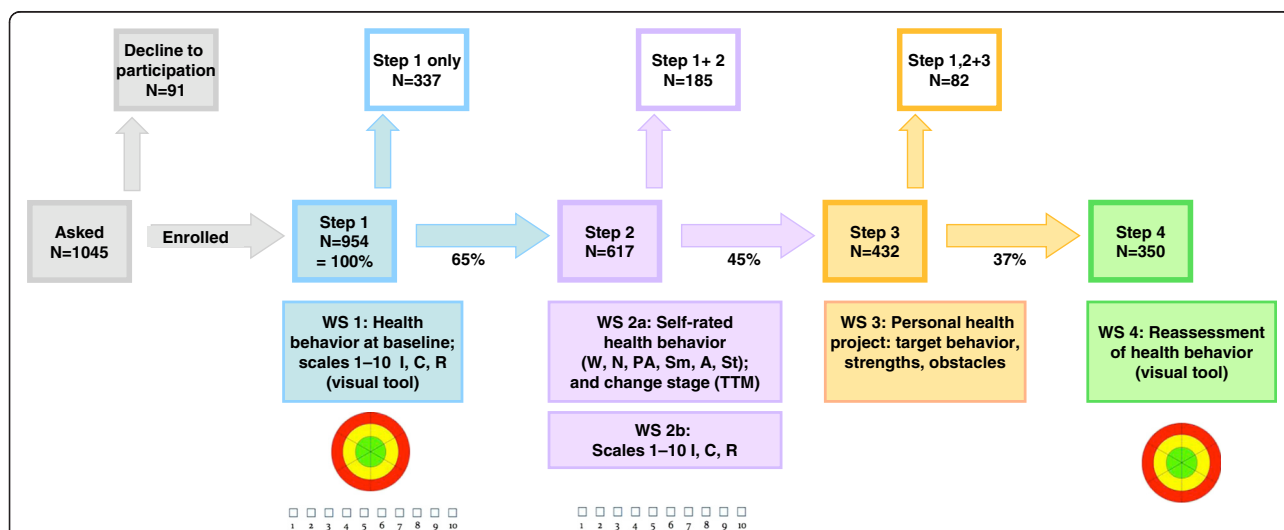 Decline to
participation
N=91
Step 1 only
N=337
Step 1+ 2
N=185
Step 1,2+3
N=82
Asked
N=1045
Enrolled
Step 1
N=954
= 100%
65%
Step 2
N=617
45%
Step 3
N=432
37%
Step 4
N=350
WS 1: Health
behavior at baseline;
scales 1–10 I, C, R
(visual tool)
WS 2a: Self-rated
health behavior
(W, N, PA, Sm, A, St);
and change stage (TTM)
WS 3: Personal health
project: target behavior,
strengths, obstacles
WS 4: Reassessment
of health behavior
(visual tool)
WS 2b:
Scales 1–10 I, C, R
1 2 3 4 5 6 7 8 9 10
1 2 3 4 5 6 7 8 9 10